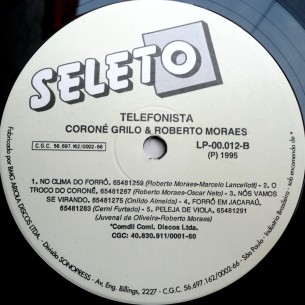 SELETO
C.G.C. 56.697.162/0002-66
TELEFONISTA
CORONÉ GRILO & ROBERTO MORAES
LP-00.012-B
(P) 1995
1. NO CLIMA DO FORRÓ, 65481259 (Roberto Moraes-Marcelo Lancellotti) - 2. O
TROCO DO CORONÉ, 65481267 (Roberto Moraes-Oscar Neto) - 3. NÓS VAMOS
SE VIRANDO, 65481275 (Onildo Almeida) - 4. FORRÓ EM JACARAÚ,
65481283 (Cerni Furtado) - 5. PELEJA DE VIOLA, 65481291
(Juvenal de Oliveira-Roberto Moraes)
*Comdil Coml. Discos Ltda.
CGC: 40.830.911/0001-60
Fabricado por BMG ARIOLA DISCOS LTDA. - Divisão SONOPRESS - Av. Eng. Billings, 2227 - C.G.C. 56.697.162/0002-66 - São Paulo - Indústria Brasileira